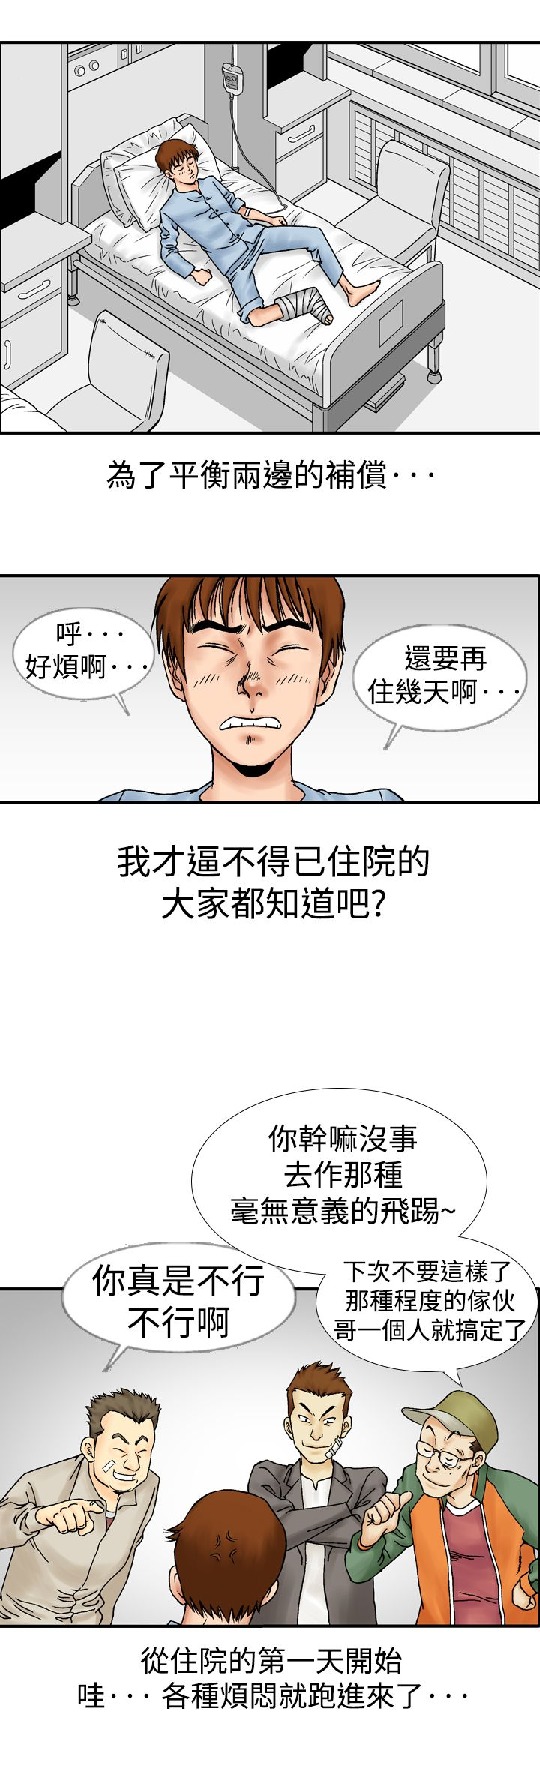 為了平衡兩邊的補償···
呼···
好煩啊···
還要再
住幾天啊···
我才逼不得已住院的
大家都知道吧?
你幹嘛沒事
去作那種
毫無意義的飛踢~
你真是不行
不行啊
下次不要這樣了
那種程度的傢伙
哥一個人就搞定了
從住院的第一天開始
哇···各種煩悶就跑進來了···